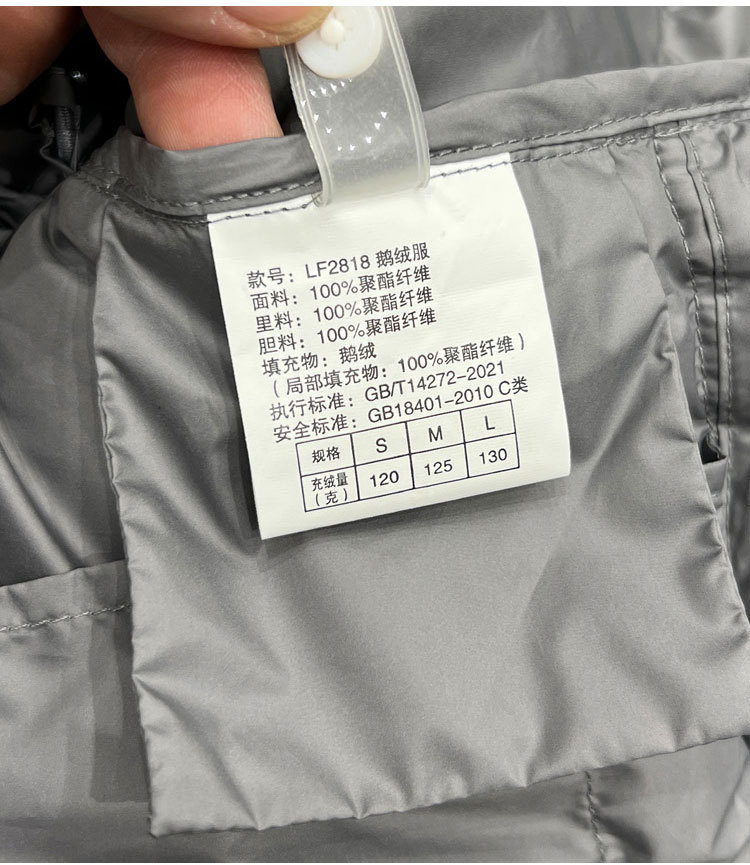 款号：LF2818 鹅绒服
面料：100%聚酯纤维
里料：100%聚酯纤维
胆料：100%聚酯纤维
填充物：鹅绒
（局部填充物：100%聚酯纤维）
执行标准：GB/T14272-2021
安全标准：GB18401-2010 C类
规格 S M L
充绒量（克） 120 125 130